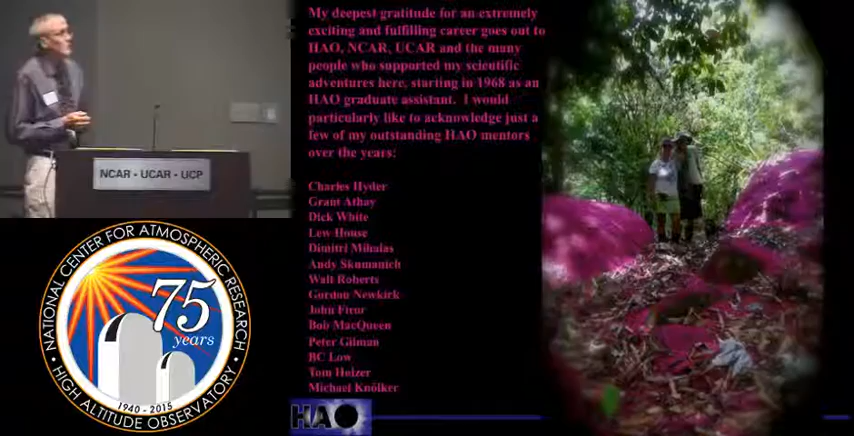 My deepest gratitude for an extremely
exciting and fulfilling career goes out to
HAO, NCAR, UCAR and the many
people who supported my scientific
adventures here, starting in 1968 as an
HAO graduate assistant. I would
particularly like to acknowledge just a
few of my outstanding HAO mentors
over the years:
Charles Hyder
Grant Athay
Dick White
Lew House
Dimitri Mihalas
Andy Skumanich
Walt Roberts
Gordon Newkirk
John Firor
Bob MacQueen
Peter Gilman
BC Low
Tom Holzer
Michael Knölker
HAO
NCAR - UCAR - UCP
NATIONAL CENTER FOR ATMOSPHERIC RESEARCH
75
years
1940 - 2015
HIGH ALTITUDE OBSERVATORY